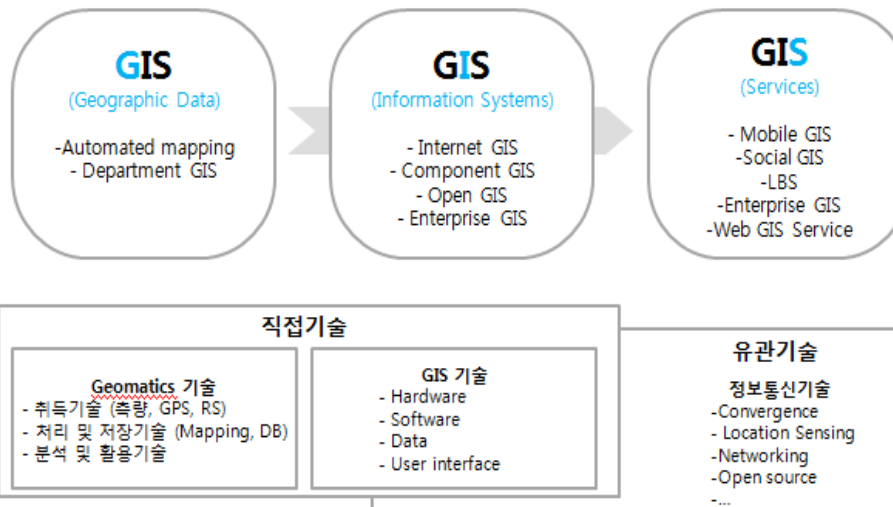 GIS
(Geographic Data)
-Automated mapping
- Department GIS
GIS
(Information Systems)
- Internet GIS
- Component GIS
- Open GIS
- Enterprise GIS
GIS
(Services)
- Mobile GIS
-Social GIS
-LBS
-Enterprise GIS
-Web GIS Service
직접기술
Geomatics 기술
- 취득기술 (측량, GPS, RS)
- 처리 및 저장기술 (Mapping, DB)
- 분석 및 활용기술
GIS 기술
- Hardware
- Software
- Data
- User interface
유관기술
정보통신기술
-Convergence
- Location Sensing
-Networking
-Open source
-...